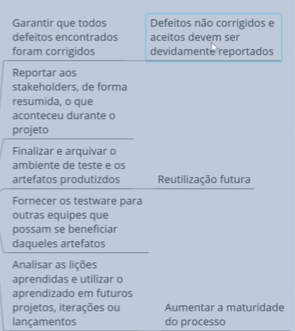 Garantir que todos
defeitos encontrados
foram corrigidos
Defeitos não corrigidos e
aceitos devem ser
devidamente reportados
Reportar aos
stakeholders, de forma
resumida, o que
aconteceu durante o
projeto
Finalizar e arquivar o
ambiente de teste e os
artefatos produtizdos
Reutilização futura
Fornecer os testware para
outras equipes que
possam se beneficiar
daqueles artefatos
Analisar as lições
aprendidas e utilizar o
aprendizado em futuros
projetos, iterações ou
lançamentos
Aumentar a maturidade
do processo